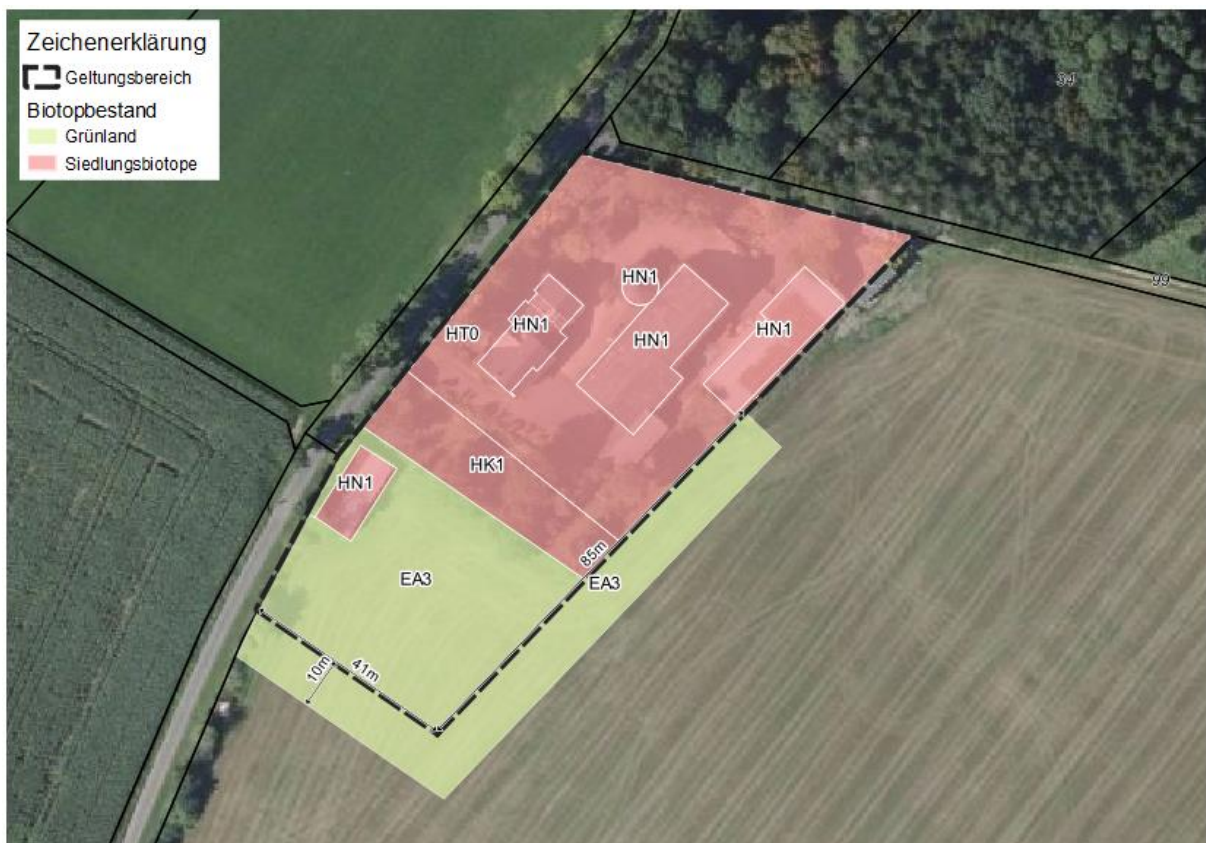 Zeichenerklärung
Geltungsbereich
Biotopbestand
Grünland
Siedlungsbiotope
34
99
HN1
HN1
HT0
HN1
HN1
HK1
HN1
85m
EA3
EA3
41m
10m